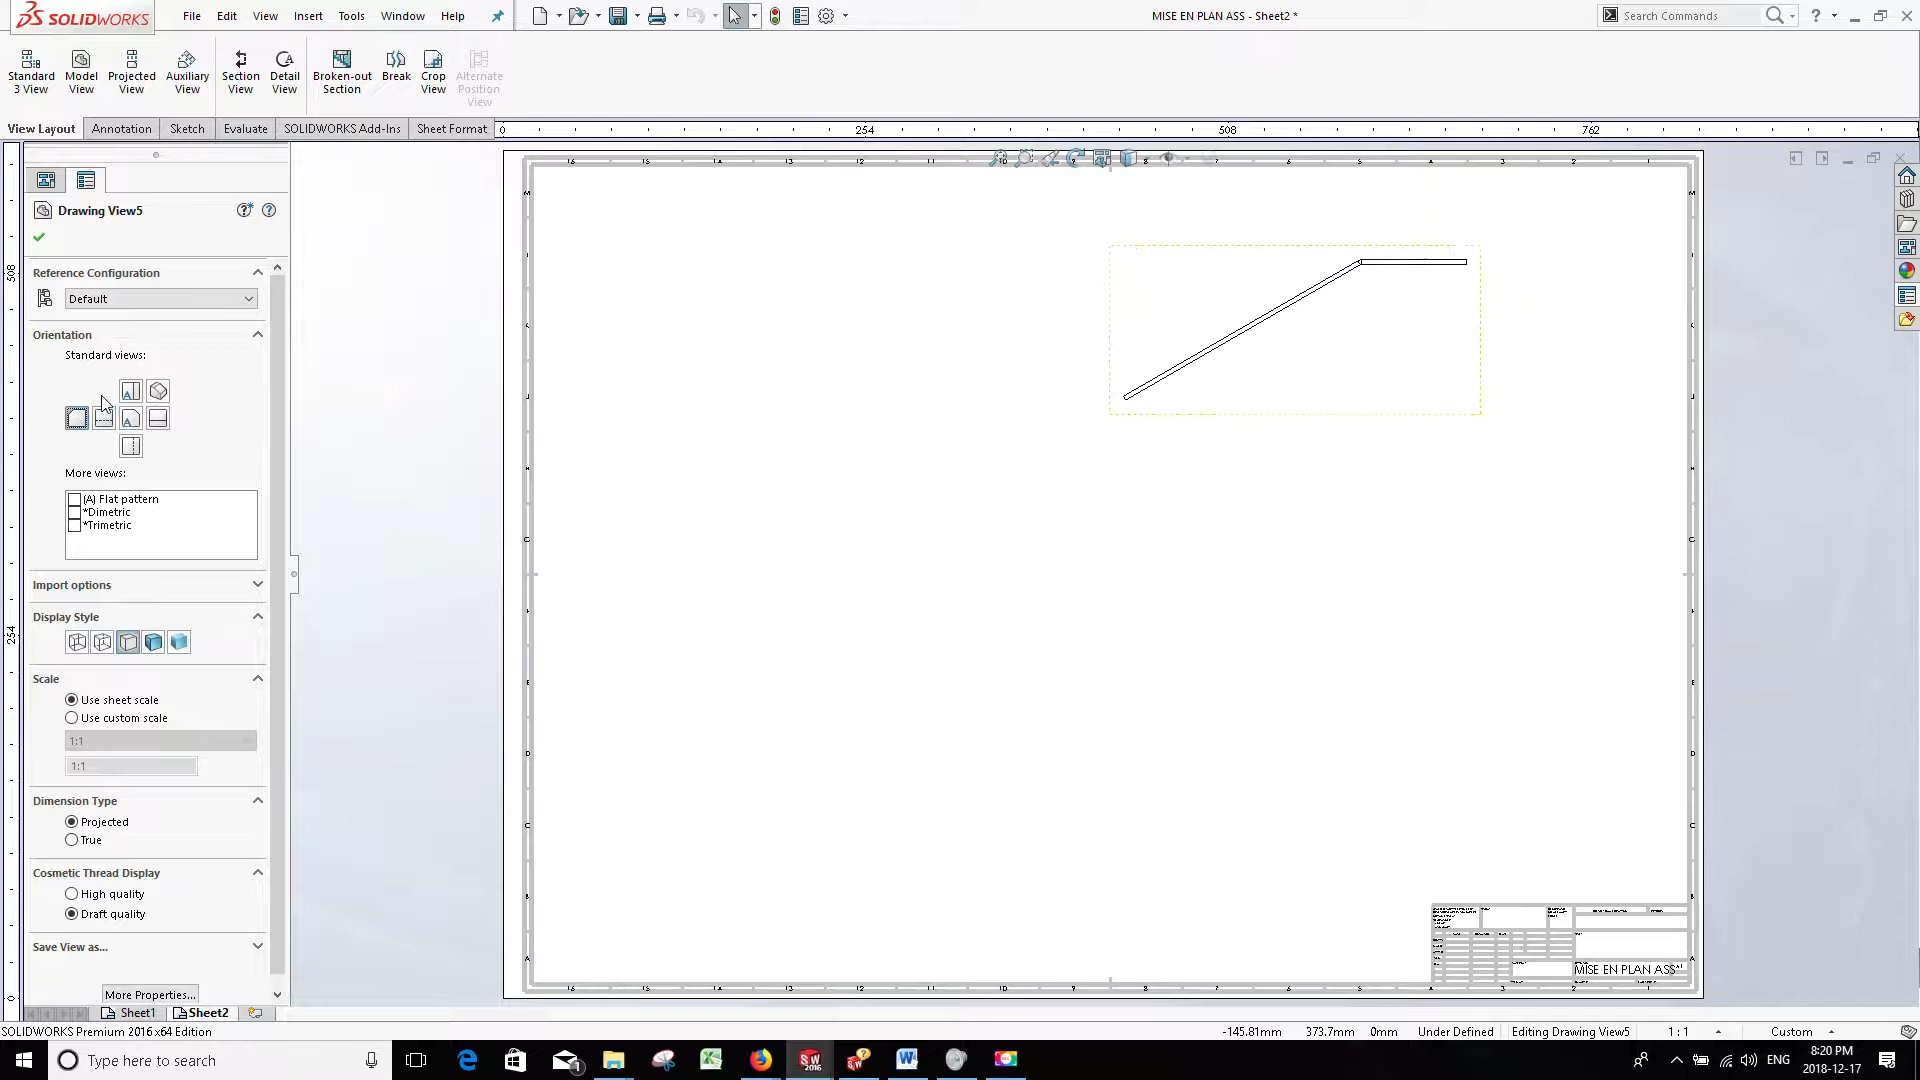 SOLIDWORKS
File Edit View Insert Tools Window Help
MISE EN PLAN ASS - Sheet2 *
Search Commands
Standard 3 View
Model View
Projected View
Auxiliary View
Section View
Detail View
Broken-out Section
Break
Crop View
Alternate Position View
View Layout Annotation Sketch Evaluate SOLIDWORKS Add-Ins Sheet Format
0 254 508 762
508
254
0
Drawing View5
Reference Configuration
Default
Orientation
Standard views:
More views:
(A) Flat pattern
*Dimetric
*Trimetric
Import options
Display Style
Scale
Use sheet scale
Use custom scale
1:1
1:1
Dimension Type
Projected
True
Cosmetic Thread Display
High quality
Draft quality
Save View as...
More Properties...
MISE EN PLAN ASS
Sheet1 Sheet2
SOLIDWORKS Premium 2016 x64 Edition
-145.81mm 373.7mm 0mm Under Defined Editing Drawing View5 1 : 1 Custom
Type here to search
ENG
8:20 PM
2018-12-17